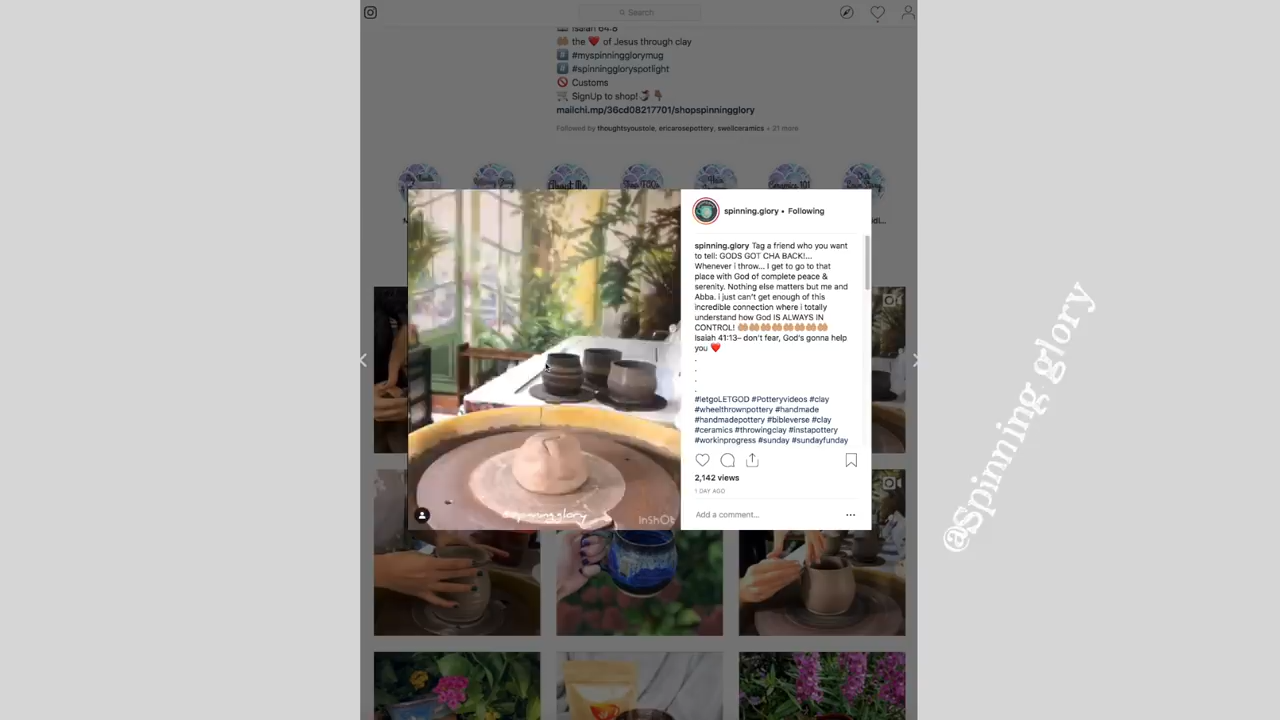 Search
Isaiah 64-8
the ❤️ of Jesus through clay
#myspinningglorymug
#spinninggloryspotlight
Customs
SignUp to shop!
mailchi.mp/36cd08217701/shopspinningglory
Followed by thoughtsyoustole, ericarosepottery, swellceramics + 21 more
About Me
Ceramics 101
spinning.glory • Following
spinning.glory Tag a friend who you want
to tell: GODS GOT CHA BACK!...
Whenever i throw... I get to go to that
place with God of complete peace &
serenity. Nothing else matters but me and
Abba. i just can't get enough of this
incredible connection where i totally
understand how God IS ALWAYS IN
CONTROL! 🤲🏽🤲🏽🤲🏽🤲🏽🤲🏽🤲🏽🤲🏽🤲🏽
Isaiah 41:13- don't fear, God's gonna help
you ❤️
.
.
.
.
#letgoLETGOD #Potteryvideos #clay
#wheelthrownpottery #handmade
#handmadepottery #bibleverse #clay
#ceramics #throwingclay #instapottery
#workinprogress #sunday #sundayfunday
2,142 views
1 DAY AGO
Add a comment...
@spinning.glory
InShOt
@Spinning.glory